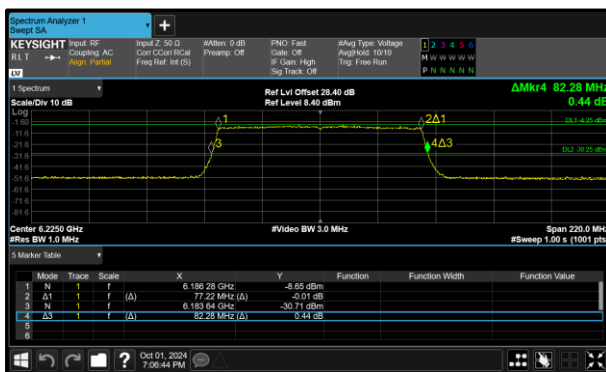 Spectrum Analyzer 1
Swept SA
+
KEYSIGHT Input: RF Input Z: 50 Ω #Atten: 0 dB PNO: Fast #Avg Type: Voltage 1 2 3 4 5 6
RLT Coupling: AC Corr CCorr RCal Preamp: Off Gate: Off Avg|Hold: 10/10 M W W W W W
Align: Partial Freq Ref: Int (S) IF Gain: High Trig: Free Run P N N N N N
Sig Track: Off
LXI
1 Spectrum Ref Lvl Offset 28.40 dB ΔMkr4 82.28 MHz
Scale/Div 10 dB Ref Level 8.40 dBm 0.44 dB
Log
1 2Δ1
-1.60 DL1 -4.25 dBm
-11.6
3 4Δ3
-21.6 DL2 -30.25 dBm
-31.6
-41.6
-51.6
-61.6
-71.6
-81.6
Center 6.2250 GHz #Video BW 3.0 MHz Span 220.0 MHz
#Res BW 1.0 MHz #Sweep 1.00 s (1001 pts)
5 Marker Table
Mode Trace Scale X Y Function Function Width Function Value
1 N 1 f 6.186 28 GHz -8.65 dBm
2 Δ1 1 f (Δ) 77.22 MHz (Δ) -0.01 dB
3 N 1 f 6.183 64 GHz -30.71 dBm
4 Δ3 1 f (Δ) 82.28 MHz (Δ) 0.44 dB
5
6
? Oct 01, 2024
7:06:44 PM